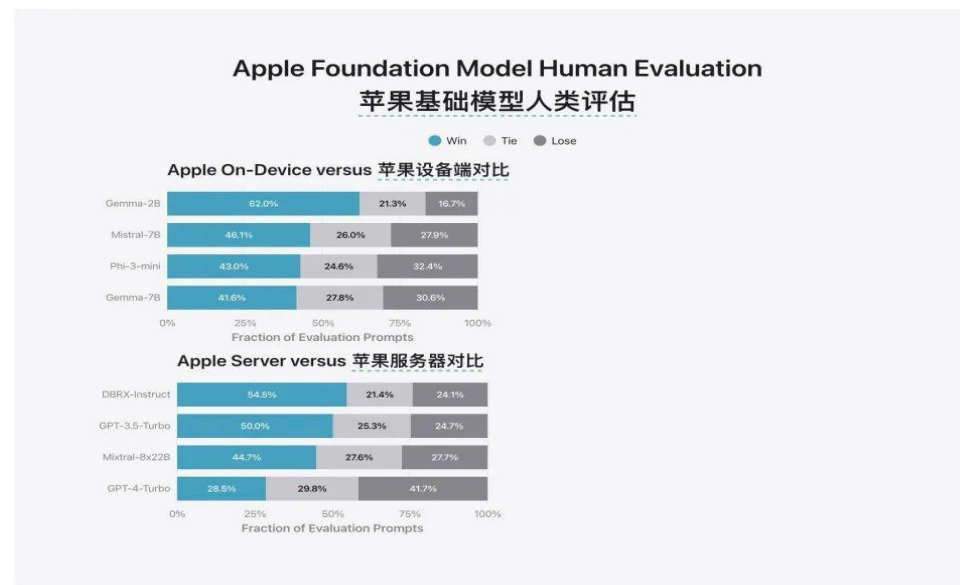 Apple Foundation Model Human Evaluation
苹果基础模型人类评估
Win Tie Lose
Apple On-Device versus 苹果设备端对比
Gemma-2B 62.0% 21.3% 16.7%
Mistral-7B 46.1% 26.0% 27.9%
Phi-3-mini 43.0% 24.6% 32.4%
Gemma-7B 41.6% 27.8% 30.6%
0% 25% 50% 75% 100%
Fraction of Evaluation Prompts
Apple Server versus 苹果服务器对比
DBRX-Instruct 54.5% 21.4% 24.1%
GPT-3.5-Turbo 50.0% 25.3% 24.7%
Mixtral-8x22B 44.7% 27.6% 27.7%
GPT-4-Turbo 28.5% 29.8% 41.7%
0% 25% 50% 75% 100%
Fraction of Evaluation Prompts